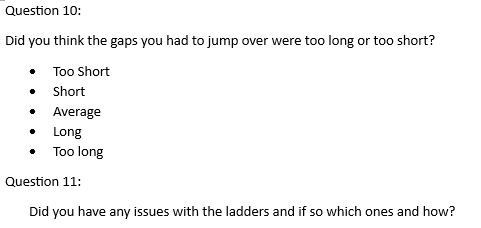 Question 10:
Did you think the gaps you had to jump over were too long or too short?
• Too Short
• Short
• Average
• Long
• Too long
Question 11:
Did you have any issues with the ladders and if so which ones and how?